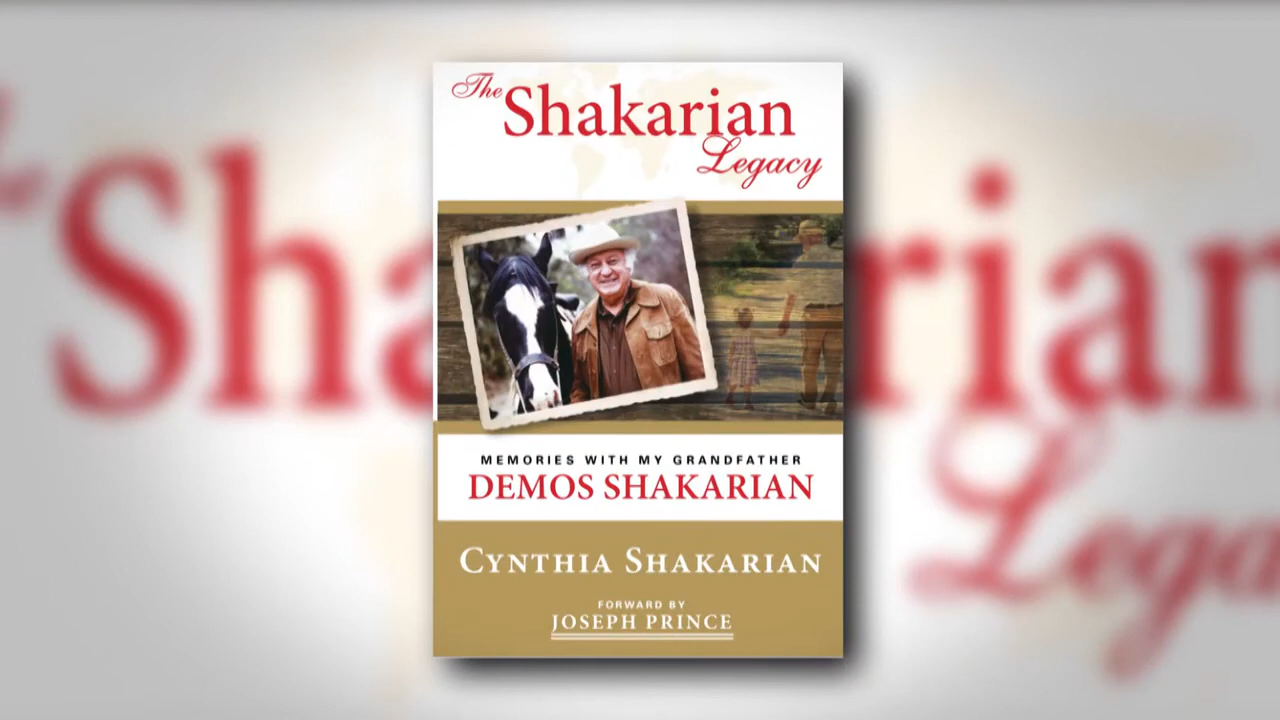 The
Shakarian
Legacy
MEMORIES WITH MY GRANDFATHER
DEMOS SHAKARIAN
CYNTHIA SHAKARIAN
FORWARD BY
JOSEPH PRINCE